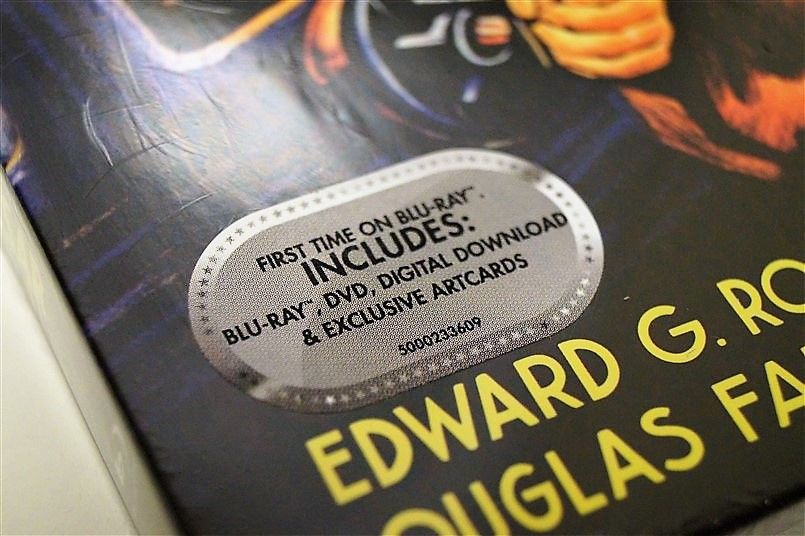 FIRST TIME ON BLU-RAY™.
INCLUDES:
BLU-RAY™, DVD, DIGITAL DOWNLOAD
& EXCLUSIVE ARTCARDS
5000233609
EDWARD G. RO
OUGLAS FA